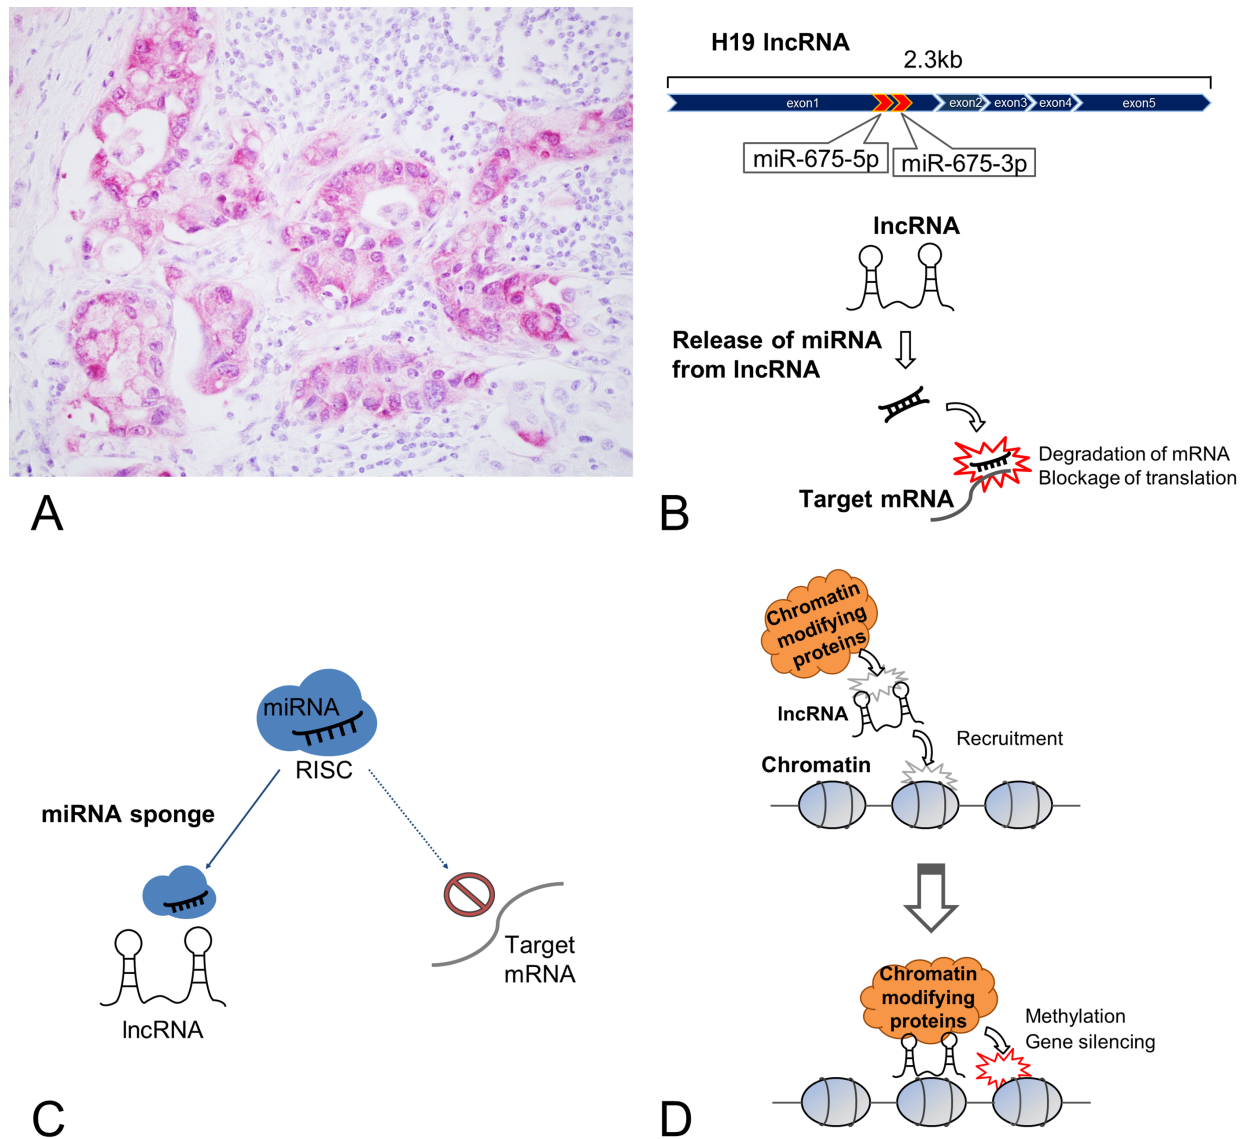 H19 lncRNA
2.3kb
exon1
exon2
exon3
exon4
exon5
miR-675-5p
miR-675-3p
lncRNA
Release of miRNA
from lncRNA
Degradation of mRNA
Blockage of translation
Target mRNA
A
B
miRNA
RISC
miRNA sponge
Target
mRNA
lncRNA
C
Chromatin
modifying
proteins
lncRNA
Recruitment
Chromatin
Chromatin
modifying
proteins
Methylation
Gene silencing
D